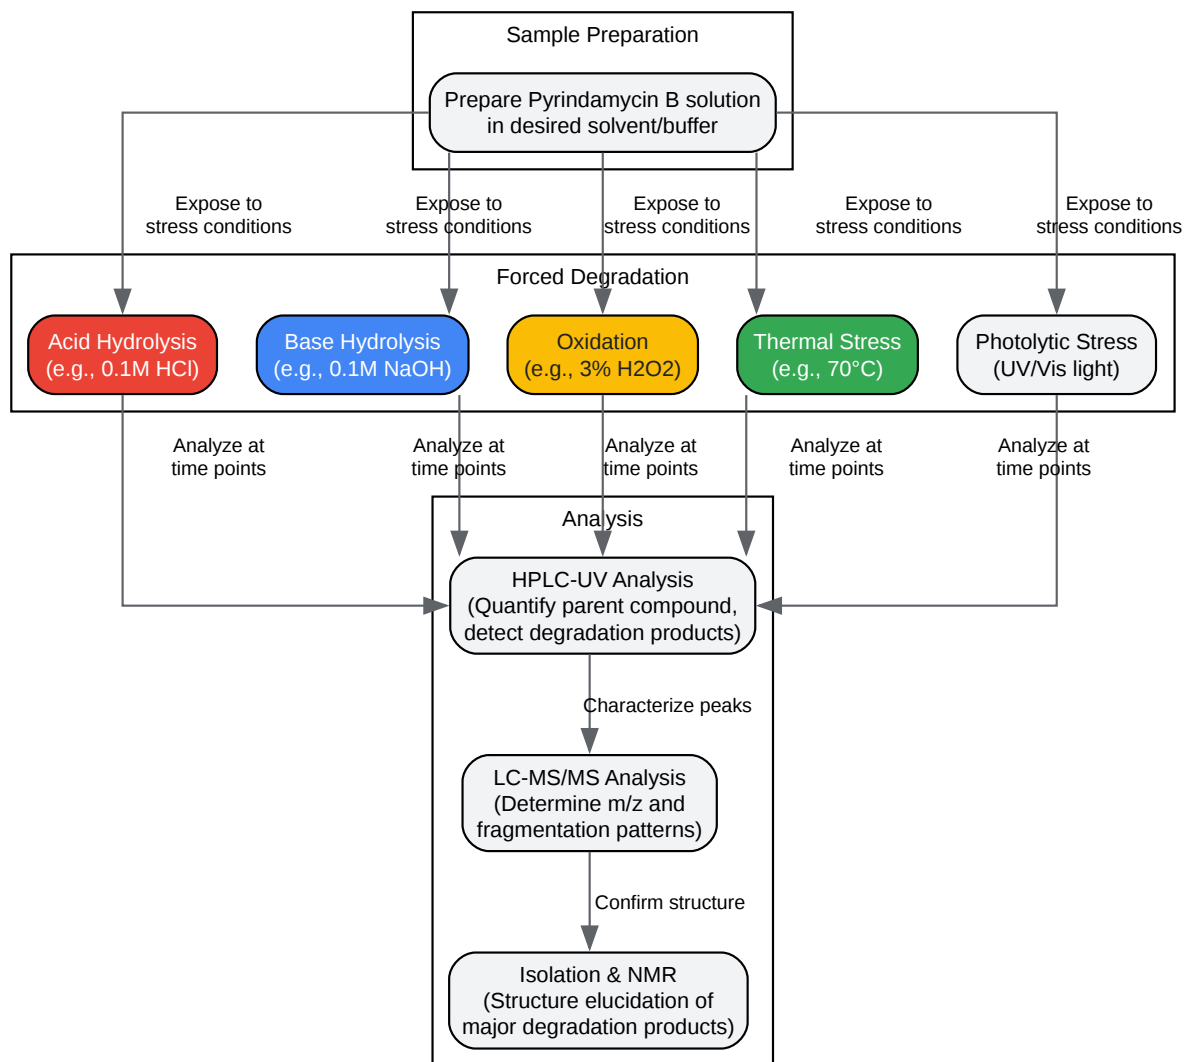 Sample Preparation
Prepare Pyrindamycin B solution
in desired solvent/buffer
Expose to
stress conditions
Expose to
stress conditions
Expose to
stress conditions
Expose to
stress conditions
Expose to
stress conditions
Forced Degradation
Acid Hydrolysis
(e.g., 0.1M HCl)
Base Hydrolysis
(e.g., 0.1M NaOH)
Oxidation
(e.g., 3% H2O2)
Thermal Stress
(e.g., 70°C)
Photolytic Stress
(UV/Vis light)
Analyze at
time points
Analyze at
time points
Analyze at
time points
Analyze at
time points
Analyze at
time points
Analysis
HPLC-UV Analysis
(Quantify parent compound,
detect degradation products)
Characterize peaks
LC-MS/MS Analysis
(Determine m/z and
fragmentation patterns)
Confirm structure
Isolation & NMR
(Structure elucidation of
major degradation products)